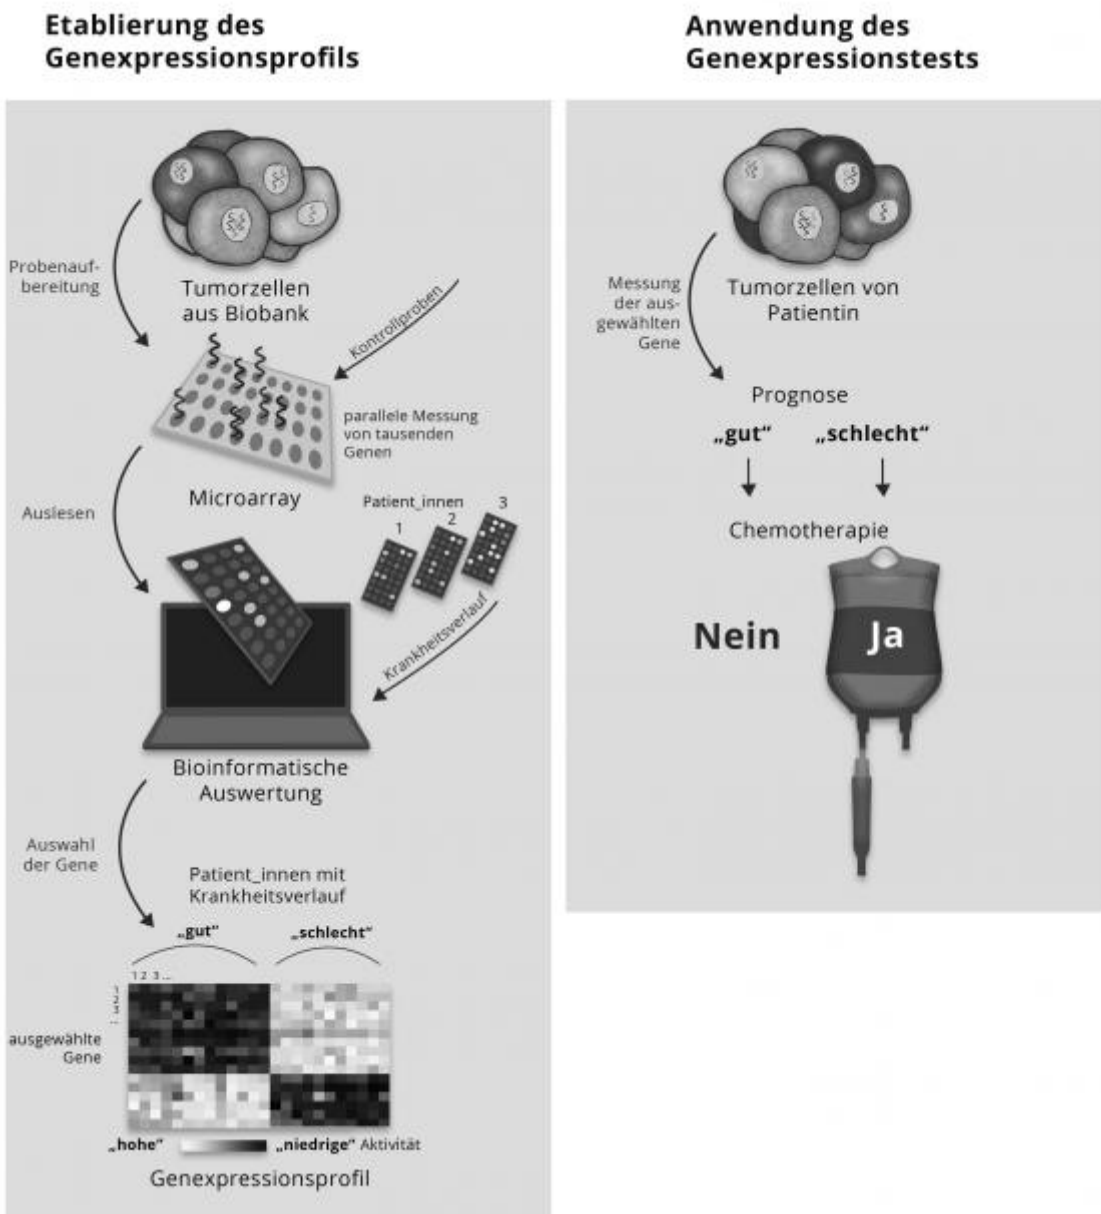 Etablierung des
Genexpressionsprofils
Probenauf-
bereitung
Tumorzellen
aus Biobank
Kontrollproben
parallele Messung
von tausenden
Genen
Microarray
Auslesen
Patient_innen
1
2
3
Krankheitsverlauf
Bioinformatische
Auswertung
Auswahl
der Gene
Patient_innen mit
Krankheitsverlauf
„gut“
„schlecht“
1 2 3 ...
1
2
3
...
ausgewählte
Gene
„hohe“ „niedrige“ Aktivität
Genexpressionsprofil
Anwendung des
Genexpressionstests
Tumorzellen von
Patientin
Messung
der aus-
gewählten
Gene
Prognose
„gut“ „schlecht“
Chemotherapie
Nein Ja